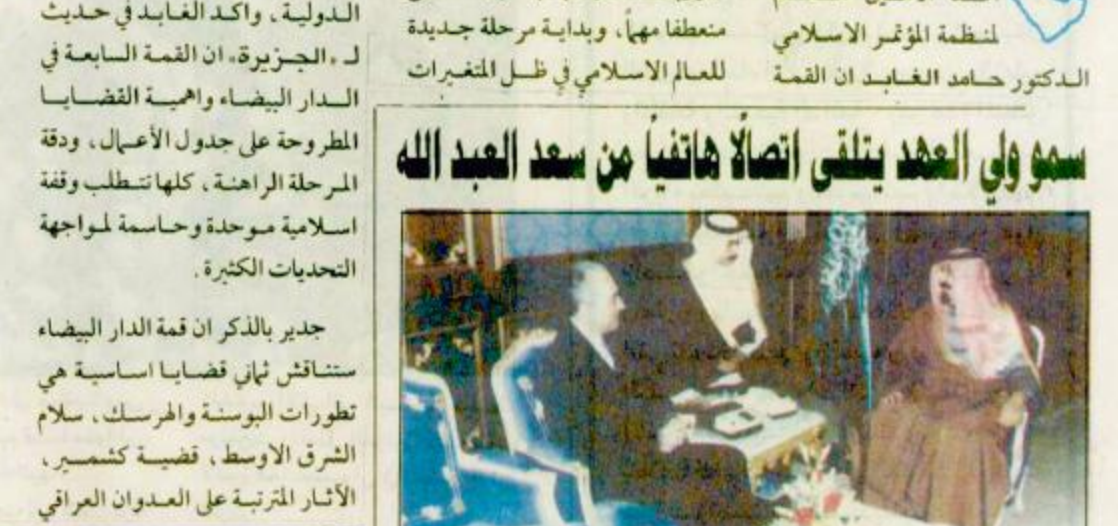 لمنظمة المؤتمر الاسلامي
الدكتور حامد الغابد ان القمة
منعطفا مهماً، وبداية مرحلة جديدة
للعالم الاسلامي في ظل المتغيرات
الدولية، واكد الغابد في حديث
لـ «الجزيرة» ان القمة السابعة في
الدار البيضاء واهمية القضايا
المطروحة على جدول الأعمال، ودقة
المرحلة الراهنة، كلها تتطلب وقفة
اسلامية موحدة وحاسمة لمواجهة
التحديات الكثيرة.
جدير بالذكر ان قمة الدار البيضاء
ستناقش ثماني قضايا اساسية هي
تطورات البوسنة والهرسك، سلام
الشرق الاوسط، قضية كشمير،
الآثار المترتبة على العدوان العراقي
سمو ولي العهد يتلقى اتصالًا هاتفياً من سعد العبد الله